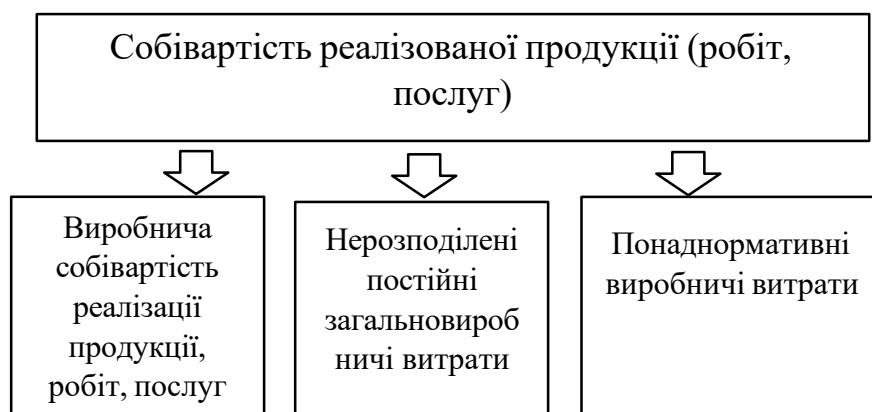 Собівартість реалізованої продукції (робіт,
послуг)
Виробнича
собівартість
реалізації
продукції,
робіт, послуг
Нерозподілені
постійні
загальновироб
ничі витрати
Понаднормативні
виробничі витрати